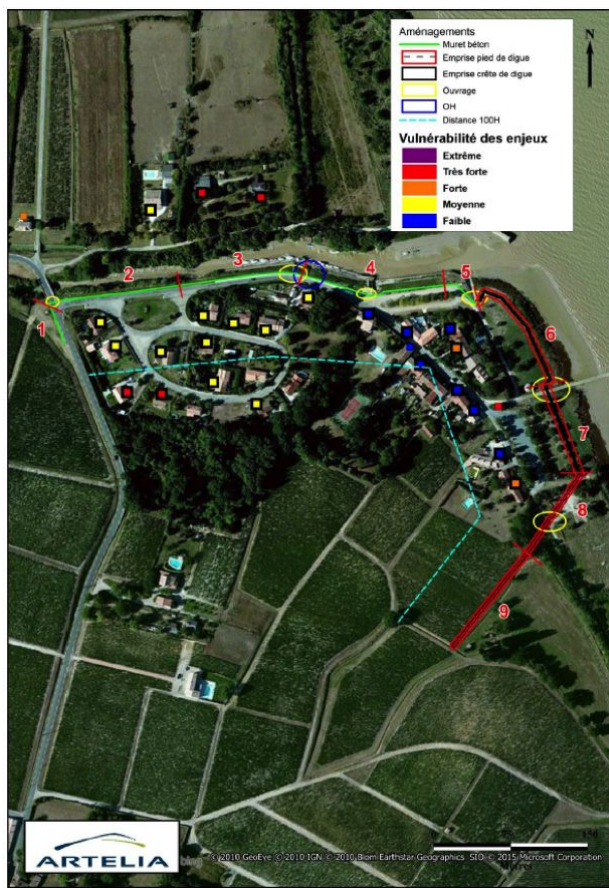 Aménagements
Muret béton
Emprise pied de digue
Emprise crête de digue
Ouvrage
OH
Distance 100H
Vulnérabilité des enjeux
Extrême
Très forte
Forte
Moyenne
Faible
N
1
2
3
4
5
6
7
8
9
ARTELIA
bing
© 2010 GeoEye © 2010 IGN © 2010 Blom Earthstar Geographics SIO © 2015 Microsoft Corporation